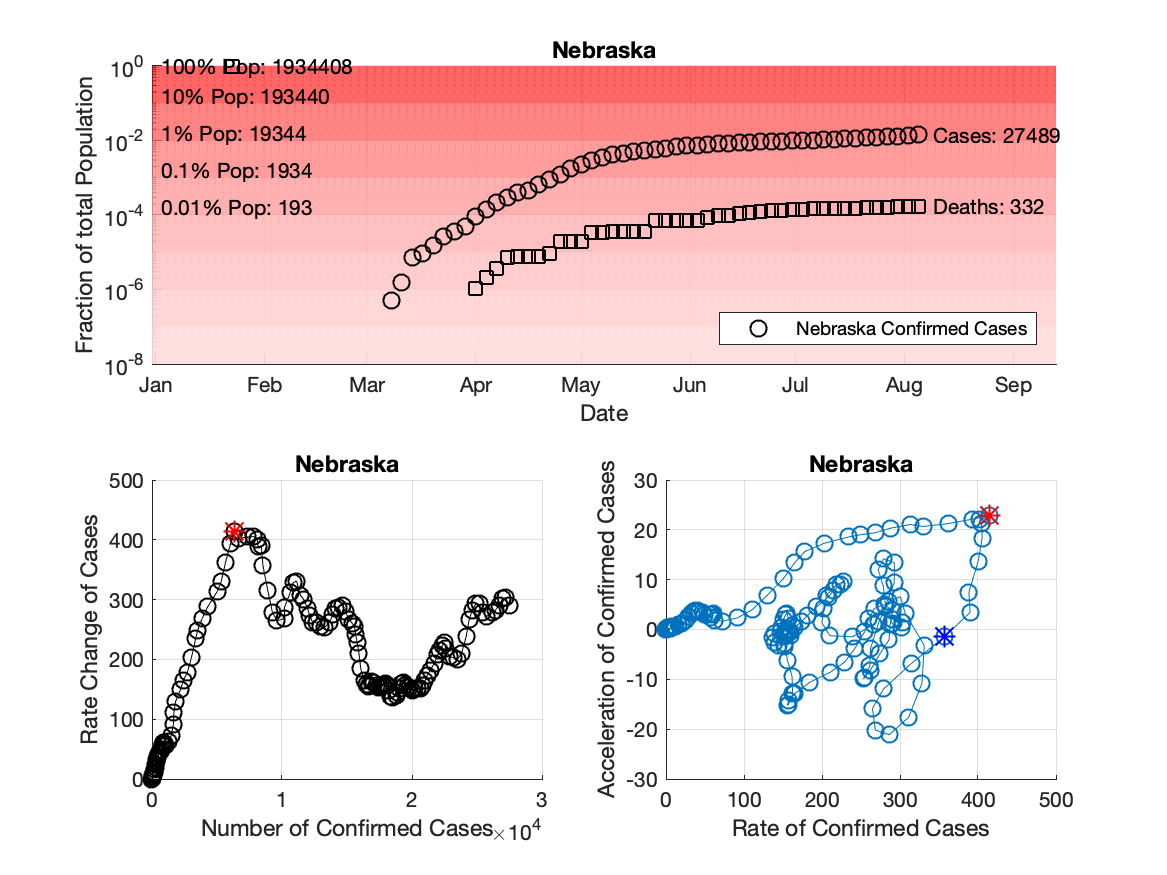 Nebraska
Fraction of total Population
10^0
10^-2
10^-4
10^-6
10^-8
100% Pop: 1934408
10% Pop: 193440
1% Pop: 19344
0.1% Pop: 1934
0.01% Pop: 193
Cases: 27489
Deaths: 332
Nebraska Confirmed Cases
Jan Feb Mar Apr May Jun Jul Aug Sep
Date
Nebraska
Rate Change of Cases
500
400
300
200
100
0
0 1 2 3
Number of Confirmed Cases ×10^4
Nebraska
Acceleration of Confirmed Cases
30
20
10
0
-10
-20
-30
0 100 200 300 400 500
Rate of Confirmed Cases